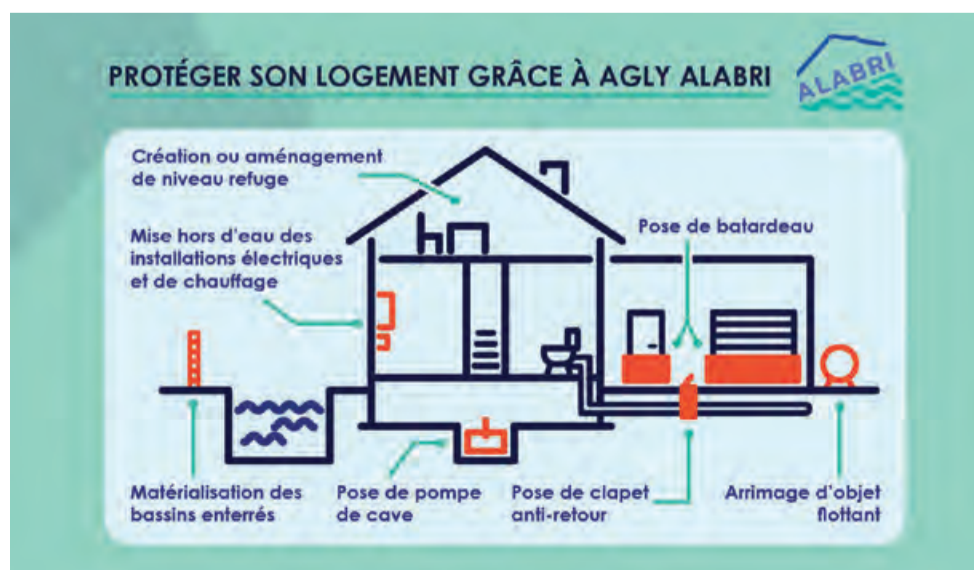 PROTÉGER SON LOGEMENT GRÂCE À AGLY ALABRI
ALABRI
Création ou aménagement
de niveau refuge
Mise hors d'eau des
installations électriques
et de chauffage
Pose de batardeau
Matérialisation des
bassins enterrés
Pose de pompe
de cave
Pose de clapet
anti-retour
Arrimage d'objet
flottant